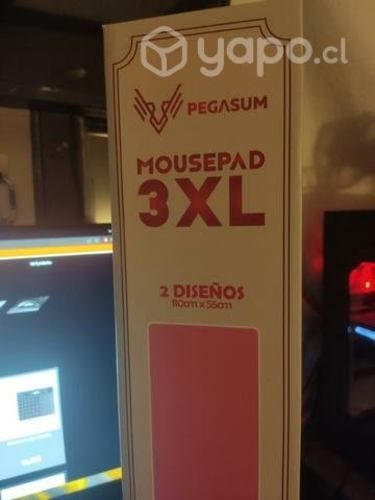 yapo.cl
PEGASUM
MOUSEPAD
3XL
2 DISEÑOS
110cm x 55cm